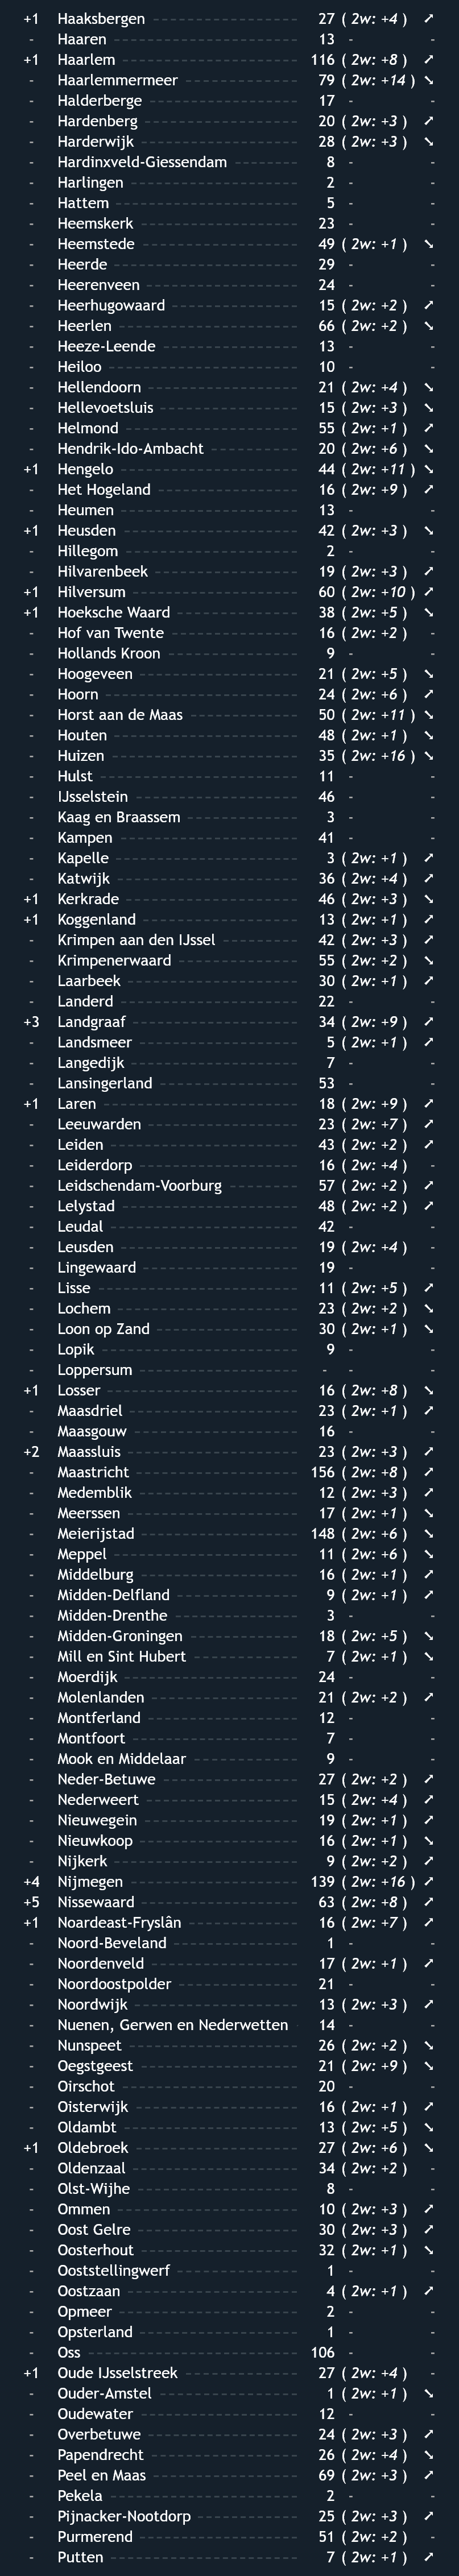 +1 Haaksbergen 27 ( 2w: +4 ) ➚
- Haaren 13 - -
+1 Haarlem 116 ( 2w: +8 ) ➚
- Haarlemmermeer 79 ( 2w: +14 ) ➘
- Halderberge 17 - -
- Hardenberg 20 ( 2w: +3 ) ➚
- Harderwijk 28 ( 2w: +3 ) ➘
- Hardinxveld-Giessendam 8 - -
- Harlingen 2 - -
- Hattem 5 - -
- Heemskerk 23 - -
- Heemstede 49 ( 2w: +1 ) ➘
- Heerde 29 - -
- Heerenveen 24 - -
- Heerhugowaard 15 ( 2w: +2 ) ➚
- Heerlen 66 ( 2w: +2 ) ➘
- Heeze-Leende 13 - -
- Heiloo 10 - -
- Hellendoorn 21 ( 2w: +4 ) ➘
- Hellevoetsluis 15 ( 2w: +3 ) ➘
- Helmond 55 ( 2w: +1 ) ➚
- Hendrik-Ido-Ambacht 20 ( 2w: +6 ) ➘
+1 Hengelo 44 ( 2w: +11 ) ➘
- Het Hogeland 16 ( 2w: +9 ) ➚
- Heumen 13 - -
+1 Heusden 42 ( 2w: +3 ) ➘
- Hillegom 2 - -
- Hilvarenbeek 19 ( 2w: +3 ) ➚
+1 Hilversum 60 ( 2w: +10 ) ➚
+1 Hoeksche Waard 38 ( 2w: +5 ) ➘
- Hof van Twente 16 ( 2w: +2 ) -
- Hollands Kroon 9 - -
- Hoogeveen 21 ( 2w: +5 ) ➘
- Hoorn 24 ( 2w: +6 ) ➚
- Horst aan de Maas 50 ( 2w: +11 ) ➘
- Houten 48 ( 2w: +1 ) ➘
- Huizen 35 ( 2w: +16 ) ➘
- Hulst 11 - -
- IJsselstein 46 - -
- Kaag en Braassem 3 - -
- Kampen 41 - -
- Kapelle 3 ( 2w: +1 ) ➚
- Katwijk 36 ( 2w: +4 ) ➚
+1 Kerkrade 46 ( 2w: +3 ) ➘
+1 Koggenland 13 ( 2w: +1 ) ➚
- Krimpen aan den IJssel 42 ( 2w: +3 ) ➚
- Krimpenerwaard 55 ( 2w: +2 ) ➘
- Laarbeek 30 ( 2w: +1 ) ➚
- Landerd 22 - -
+3 Landgraaf 34 ( 2w: +9 ) ➚
- Landsmeer 5 ( 2w: +1 ) ➚
- Langedijk 7 - -
- Lansingerland 53 - -
+1 Laren 18 ( 2w: +9 ) ➚
- Leeuwarden 23 ( 2w: +7 ) ➚
- Leiden 43 ( 2w: +2 ) ➚
- Leiderdorp 16 ( 2w: +4 ) -
- Leidschendam-Voorburg 57 ( 2w: +2 ) ➚
- Lelystad 48 ( 2w: +2 ) ➚
- Leudal 42 - -
- Leusden 19 ( 2w: +4 ) -
- Lingewaard 19 - -
- Lisse 11 ( 2w: +5 ) ➚
- Lochem 23 ( 2w: +2 ) ➘
- Loon op Zand 30 ( 2w: +1 ) ➘
- Lopik 9 - -
- Loppersum - - -
+1 Losser 16 ( 2w: +8 ) ➘
- Maasdriel 23 ( 2w: +1 ) ➚
- Maasgouw 16 - -
+2 Maassluis 23 ( 2w: +3 ) ➚
- Maastricht 156 ( 2w: +8 ) ➚
- Medemblik 12 ( 2w: +3 ) ➚
- Meerssen 17 ( 2w: +1 ) ➘
- Meierijstad 148 ( 2w: +6 ) ➘
- Meppel 11 ( 2w: +6 ) ➘
- Middelburg 16 ( 2w: +1 ) ➚
- Midden-Delfland 9 ( 2w: +1 ) ➚
- Midden-Drenthe 3 - -
- Midden-Groningen 18 ( 2w: +5 ) ➘
- Mill en Sint Hubert 7 ( 2w: +1 ) ➘
- Moerdijk 24 - -
- Molenlanden 21 ( 2w: +2 ) ➚
- Montferland 12 - -
- Montfoort 7 - -
- Mook en Middelaar 9 - -
- Neder-Betuwe 27 ( 2w: +2 ) ➚
- Nederweert 15 ( 2w: +4 ) ➚
- Nieuwegein 19 ( 2w: +1 ) ➚
- Nieuwkoop 16 ( 2w: +1 ) ➘
- Nijkerk 9 ( 2w: +2 ) ➚
+4 Nijmegen 139 ( 2w: +16 ) ➚
+5 Nissewaard 63 ( 2w: +8 ) ➚
+1 Noardeast-Fryslân 16 ( 2w: +7 ) ➚
- Noord-Beveland 1 - -
- Noordenveld 17 ( 2w: +1 ) ➚
- Noordoostpolder 21 - -
- Noordwijk 13 ( 2w: +3 ) ➚
- Nuenen, Gerwen en Nederwetten 14 - -
- Nunspeet 26 ( 2w: +2 ) ➘
- Oegstgeest 21 ( 2w: +9 ) ➘
- Oirschot 20 - -
- Oisterwijk 16 ( 2w: +1 ) ➚
- Oldambt 13 ( 2w: +5 ) ➘
+1 Oldebroek 27 ( 2w: +6 ) ➘
- Oldenzaal 34 ( 2w: +2 ) -
- Olst-Wijhe 8 - -
- Ommen 10 ( 2w: +3 ) ➚
- Oost Gelre 30 ( 2w: +3 ) ➚
- Oosterhout 32 ( 2w: +1 ) ➘
- Ooststellingwerf 1 - -
- Oostzaan 4 ( 2w: +1 ) ➚
- Opmeer 2 - -
- Opsterland 1 - -
- Oss 106 - -
+1 Oude IJsselstreek 27 ( 2w: +4 ) -
- Ouder-Amstel 1 ( 2w: +1 ) ➘
- Oudewater 12 - -
- Overbetuwe 24 ( 2w: +3 ) ➚
- Papendrecht 26 ( 2w: +4 ) ➘
- Peel en Maas 69 ( 2w: +3 ) ➚
- Pekela 2 - -
- Pijnacker-Nootdorp 25 ( 2w: +3 ) ➚
- Purmerend 51 ( 2w: +2 ) -
- Putten 7 ( 2w: +1 ) ➚